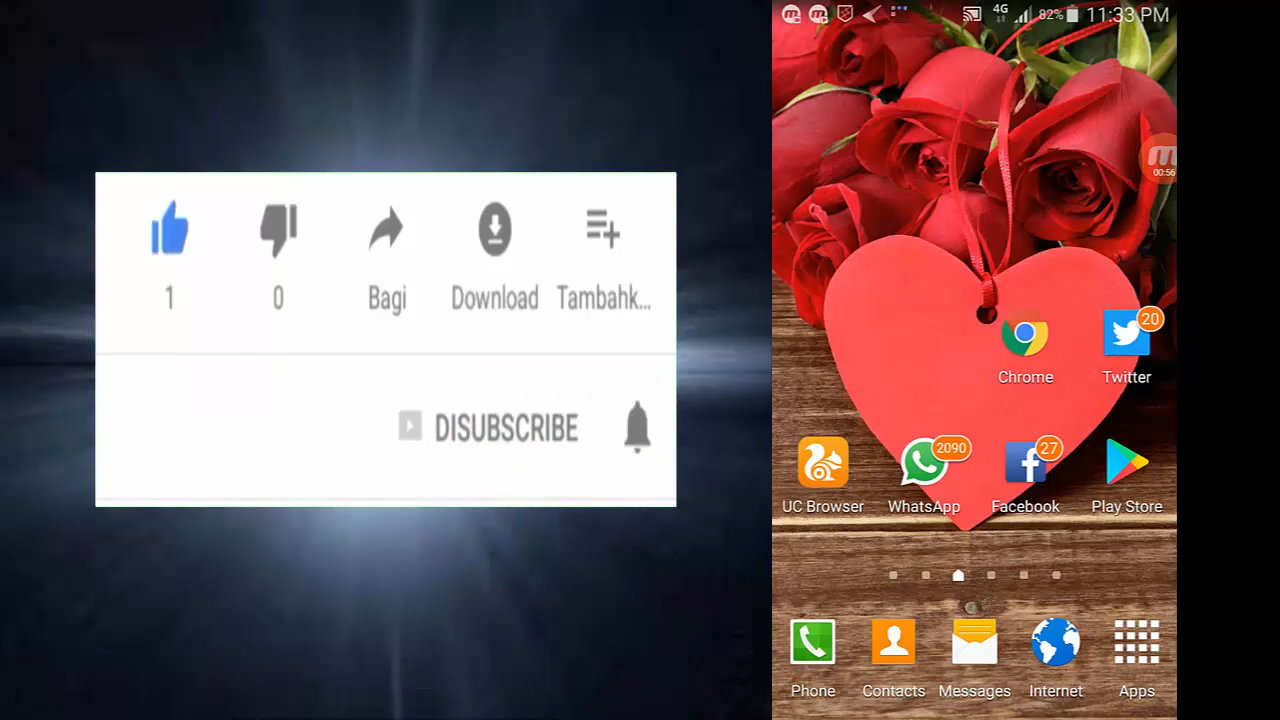 1 0 Bagi Download Tambahk...
DISUBSCRIBE
4G 82% 11:33 PM
00:56
20
Chrome Twitter
2090 27
UC Browser WhatsApp Facebook Play Store
Phone Contacts Messages Internet Apps